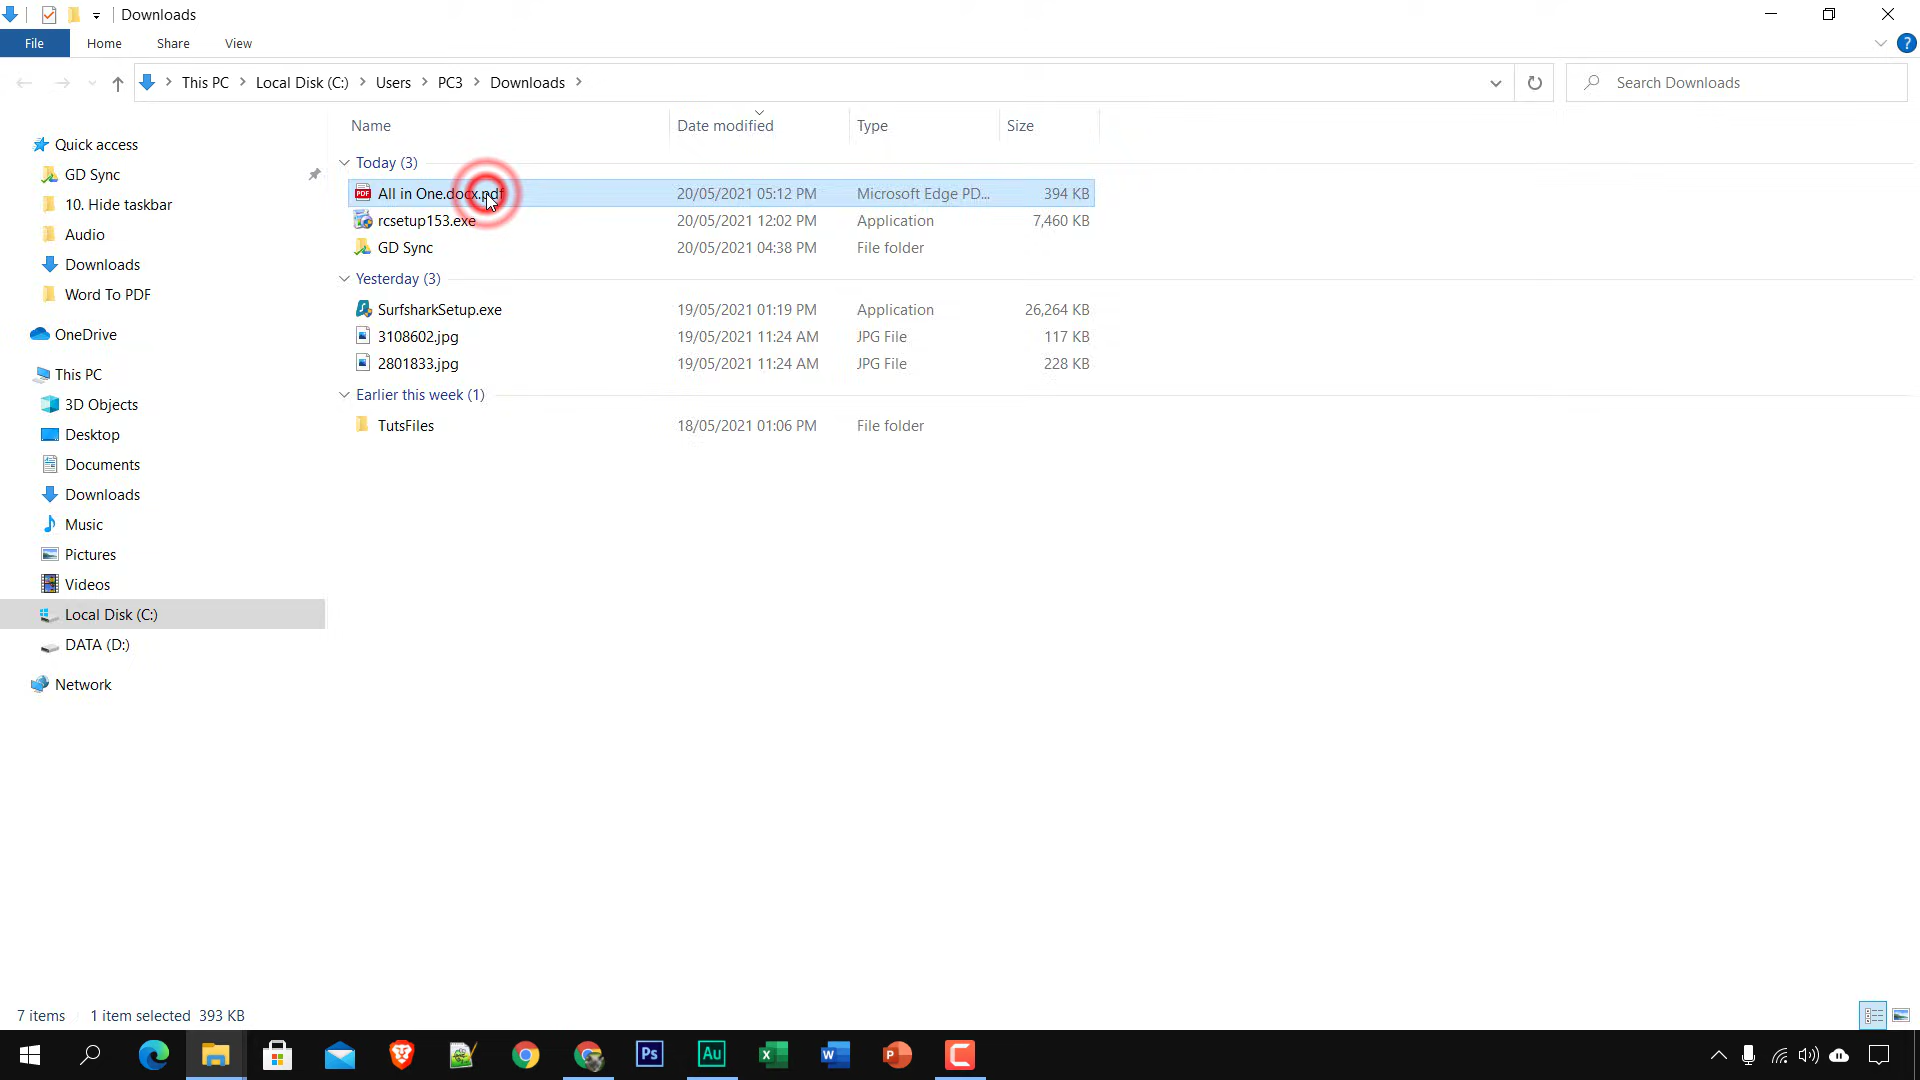 Downloads
File Home Share View
This PC Local Disk (C:) Users PC3 Downloads Search Downloads
Name Date modified Type Size
Quick access
GD Sync
10. Hide taskbar
Audio
Downloads
Word To PDF
OneDrive
This PC
3D Objects
Desktop
Documents
Downloads
Music
Pictures
Videos
Local Disk (C:)
DATA (D:)
Network
Today (3)
All in One.docx.pdf 20/05/2021 05:12 PM Microsoft Edge PD... 394 KB
rcsetup153.exe 20/05/2021 12:02 PM Application 7,460 KB
GD Sync 20/05/2021 04:38 PM File folder
Yesterday (3)
SurfsharkSetup.exe 19/05/2021 01:19 PM Application 26,264 KB
3108602.jpg 19/05/2021 11:24 AM JPG File 117 KB
2801833.jpg 19/05/2021 11:24 AM JPG File 228 KB
Earlier this week (1)
TutsFiles 18/05/2021 01:06 PM File folder
7 items 1 item selected 393 KB